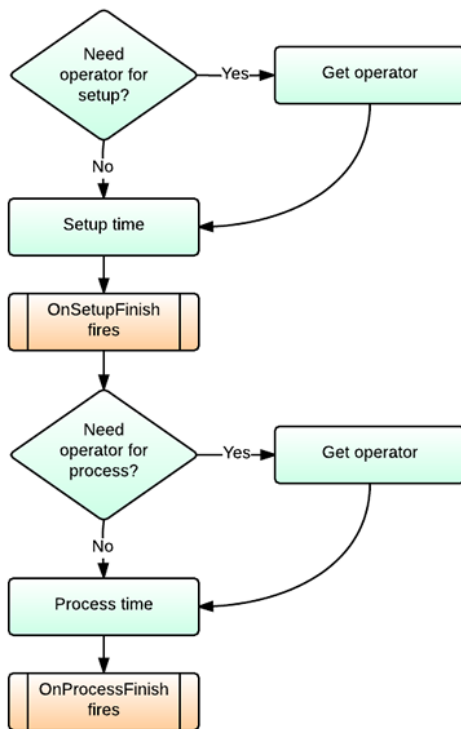 Need
operator for
setup?
Yes
Get operator
No
Setup time
OnSetupFinish
fires
Need
operator for
process?
Yes
Get operator
No
Process time
OnProcessFinish
fires